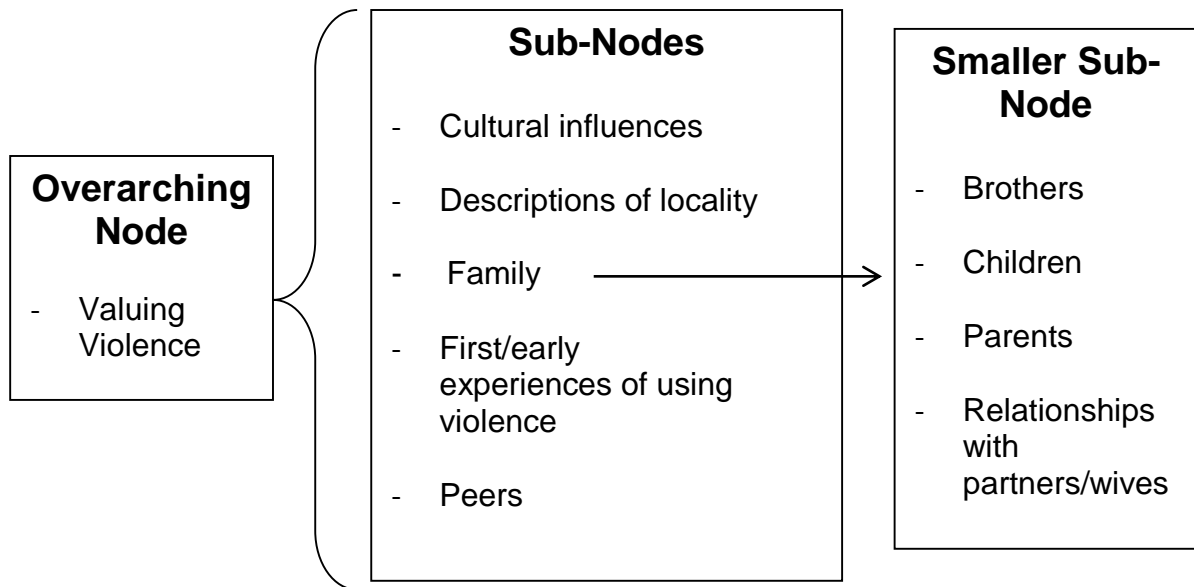 Overarching
Node
- Valuing
Violence
Sub-Nodes
- Cultural influences
- Descriptions of locality
- Family
- First/early
experiences of using
violence
- Peers
Smaller Sub-
Node
- Brothers
- Children
- Parents
- Relationships
with
partners/wives